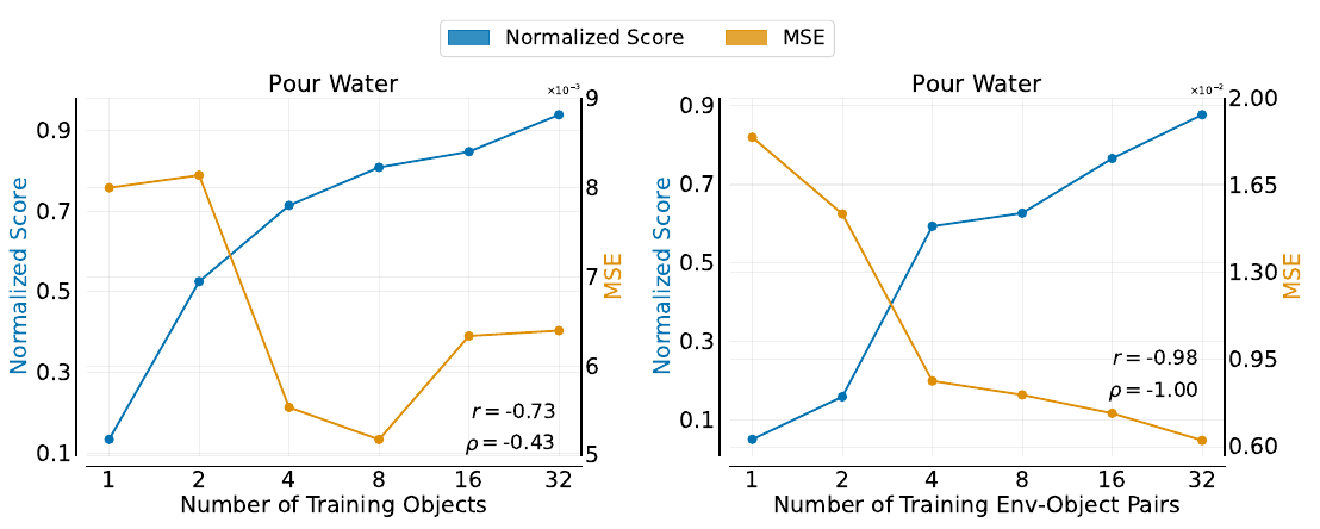 Normalized Score MSE
Pour Water
×10⁻³
9
0.9
8
0.7
7
0.5
6
0.3
5
0.1
Normalized Score
MSE
r = -0.73
ρ = -0.43
1 2 4 8 16 32
Number of Training Objects
Pour Water
×10⁻²
2.00
0.9
1.65
0.7
1.30
0.5
0.95
0.3
0.60
0.1
Normalized Score
MSE
r = -0.98
ρ = -1.00
1 2 4 8 16 32
Number of Training Env-Object Pairs